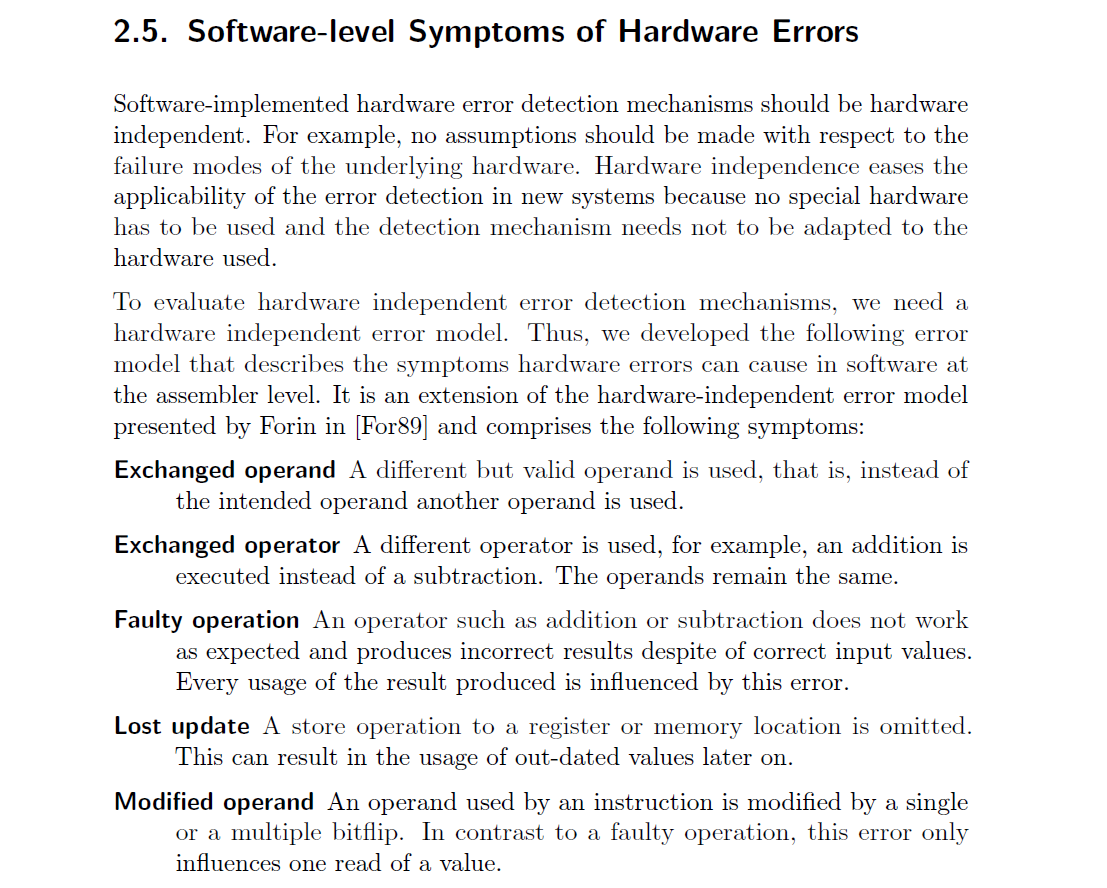 2.5. Software-level Symptoms of Hardware Errors
Software-implemented hardware error detection mechanisms should be hardware
independent. For example, no assumptions should be made with respect to the
failure modes of the underlying hardware. Hardware independence eases the
applicability of the error detection in new systems because no special hardware
has to be used and the detection mechanism needs not to be adapted to the
hardware used.
To evaluate hardware independent error detection mechanisms, we need a
hardware independent error model. Thus, we developed the following error
model that describes the symptoms hardware errors can cause in software at
the assembler level. It is an extension of the hardware-independent error model
presented by Forin in [For89] and comprises the following symptoms:
Exchanged operand A different but valid operand is used, that is, instead of
the intended operand another operand is used.
Exchanged operator A different operator is used, for example, an addition is
executed instead of a subtraction. The operands remain the same.
Faulty operation An operator such as addition or subtraction does not work
as expected and produces incorrect results despite of correct input values.
Every usage of the result produced is influenced by this error.
Lost update A store operation to a register or memory location is omitted.
This can result in the usage of out-dated values later on.
Modified operand An operand used by an instruction is modified by a single
or a multiple bitflip. In contrast to a faulty operation, this error only
influences one read of a value.